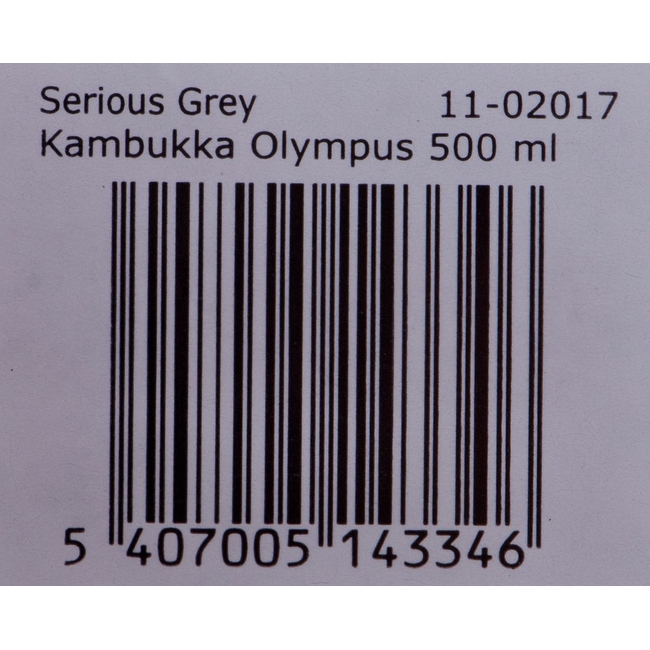 Serious Grey 11-02017
Kambukka Olympus 500 ml
5 407005 143346